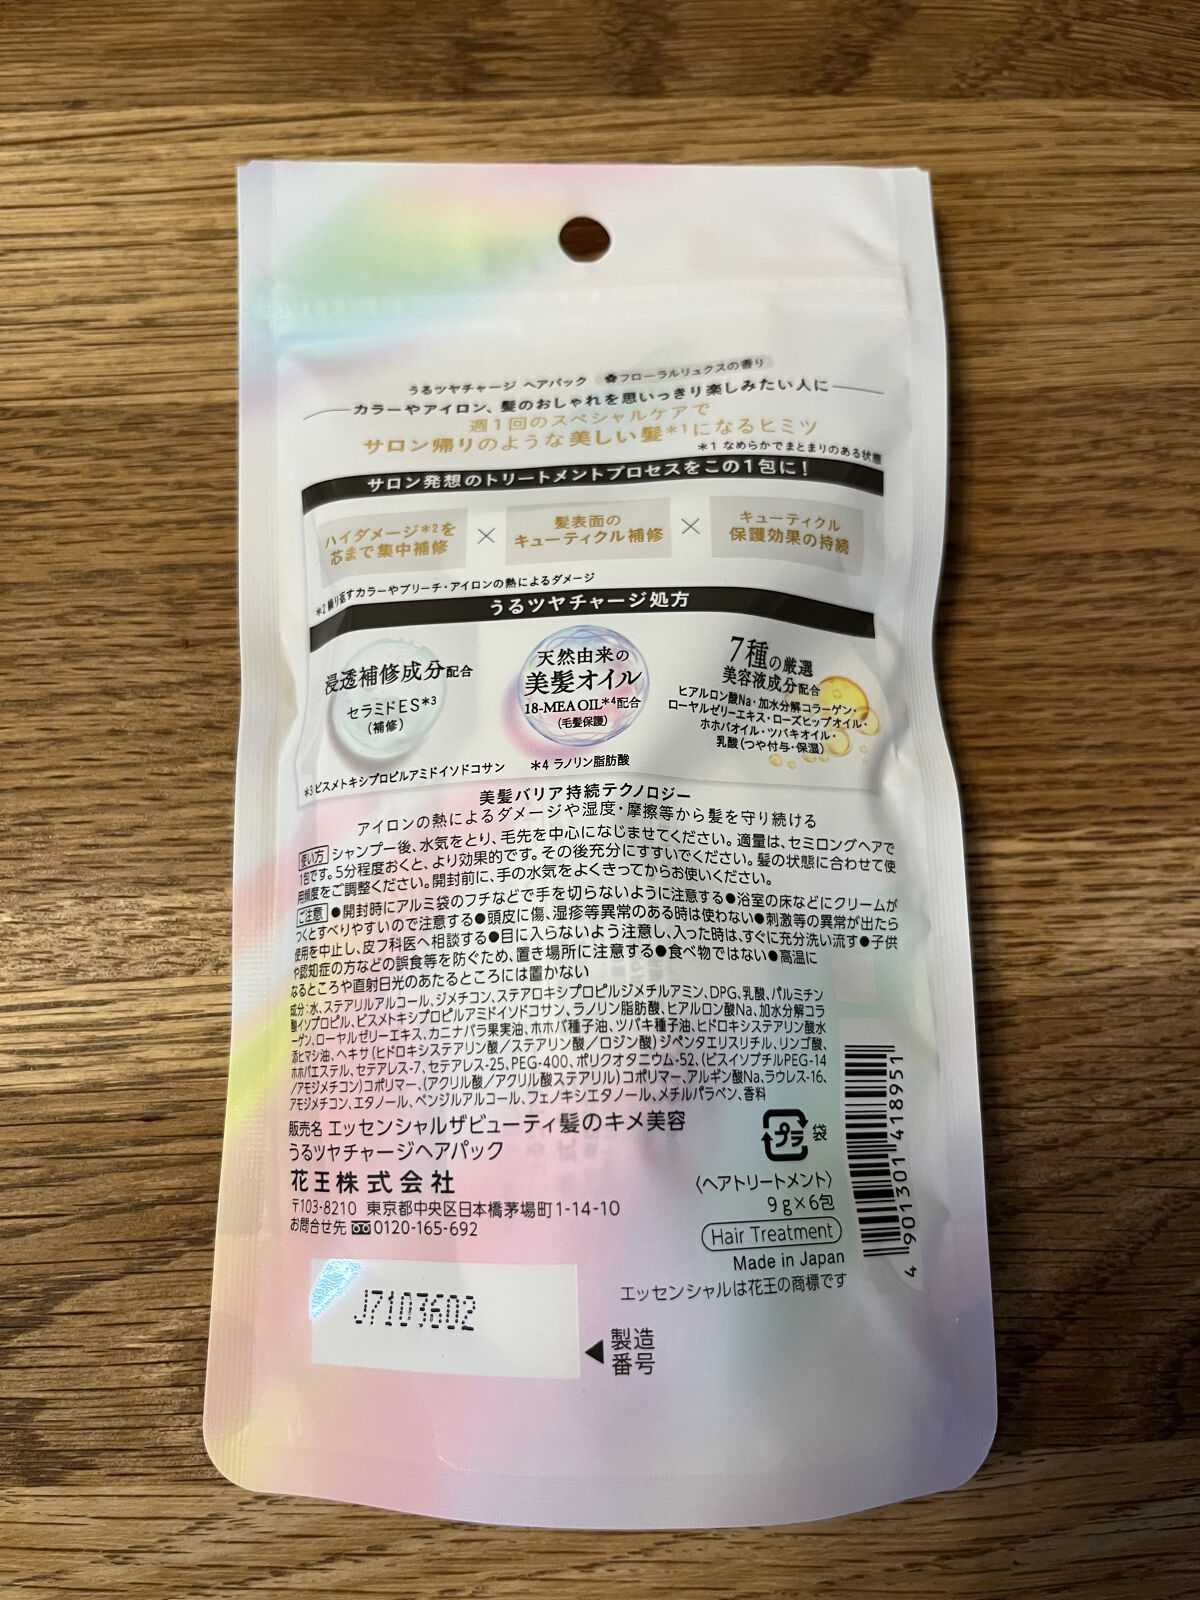 うるツヤチャージ ヘアパック ✿フローラルリュクスの香り
カラーやアイロン、髪のおしゃれを思いっきり楽しみたい人に
週1回のスペシャルケアで
サロン帰りのような美しい髪*1になるヒミツ
*1 なめらかでまとまりのある状態
サロン発想のトリートメントプロセスをこの1包に!
ハイダメージ*2を
芯まで集中補修
×
髪表面の
キューティクル補修
×
キューティクル
保護効果の持続
*2 繰り返すカラーやブリーチ・アイロンの熱によるダメージ
うるツヤチャージ処方
浸透補修成分配合
セラミドES*3
(補修)
*3 ビスメトキシプロピルアミドイソドコサン
天然由来の
美髪オイル
18-MEA OIL*4配合
(毛髪保護)
*4 ラノリン脂肪酸
7種の厳選
美容液成分配合
ヒアルロン酸Na・加水分解コラーゲン・
ローヤルゼリーエキス・ローズヒップオイル・
ホホバオイル・ツバキオイル・
乳酸(つや付与・保湿)
美髪バリア持続テクノロジー
アイロンの熱によるダメージや湿度・摩擦等から髪を守り続ける
使い方 シャンプー後、水気をとり、毛先を中心になじませてください。適量は、セミロングヘアで
1包です。5分程度おくと、より効果的です。その後充分にすすいでください。髪の状態に合わせて使
用頻度をご調整ください。開封前に、手の水気をよくきってからお使いください。
ご注意 ●開封時にアルミ袋のフチなどで手を切らないように注意する●浴室の床などにクリームが
つくとすべりやすいので注意する●頭皮に傷、湿疹等異常のある時は使わない●刺激等の異常が出たら
使用を中止し、皮フ科医へ相談する●目に入らないよう注意し、入った時は、すぐに充分洗い流す●子供
や認知症の方などの誤食等を防ぐため、置き場所に注意する●食べ物ではない●高温に
なるところや直射日光のあたるところには置かない
成分：水、ステアリルアルコール、ジメチコン、ステアロキシプロピルジメチルアミン、DPG、乳酸、パルミチン
酸イソプロピル、ビスメトキシプロピルアミドイソドコサン、ラノリン脂肪酸、ヒアルロン酸Na、加水分解コラ
ーゲン、ローヤルゼリーエキス、カニナバラ果実油、ホホバ種子油、ツバキ種子油、ヒドロキシステアリン酸水
添ヒマシ油、ヘキサ(ヒドロキシステアリン酸／ステアリン酸／ロジン酸)ジペンタエリスリチル、リンゴ酸、
ホホバエステル、セテアレス-7、セテアレス-25、PEG-400、ポリクオタニウム-52、(ビスイソブチルPEG-14
／アモジメチコン)コポリマー、(アクリル酸／アクリル酸ステアリル)コポリマー、アルギン酸Na、ラウレス-16、
アモジメチコン、エタノール、ベンジルアルコール、フェノキシエタノール、メチルパラベン、香料
販売名 エッセンシャルザビューティ髪のキメ美容
うるツヤチャージヘアパック
花王株式会社
〒103-8210 東京都中央区日本橋茅場町1-14-10
お問合せ先 0120-165-692
プラ 袋
〈ヘアトリートメント〉
9g×6包
Hair Treatment
Made in Japan
エッセンシャルは花王の商標です
4 901301 418951
J7103602
◀製造
番号